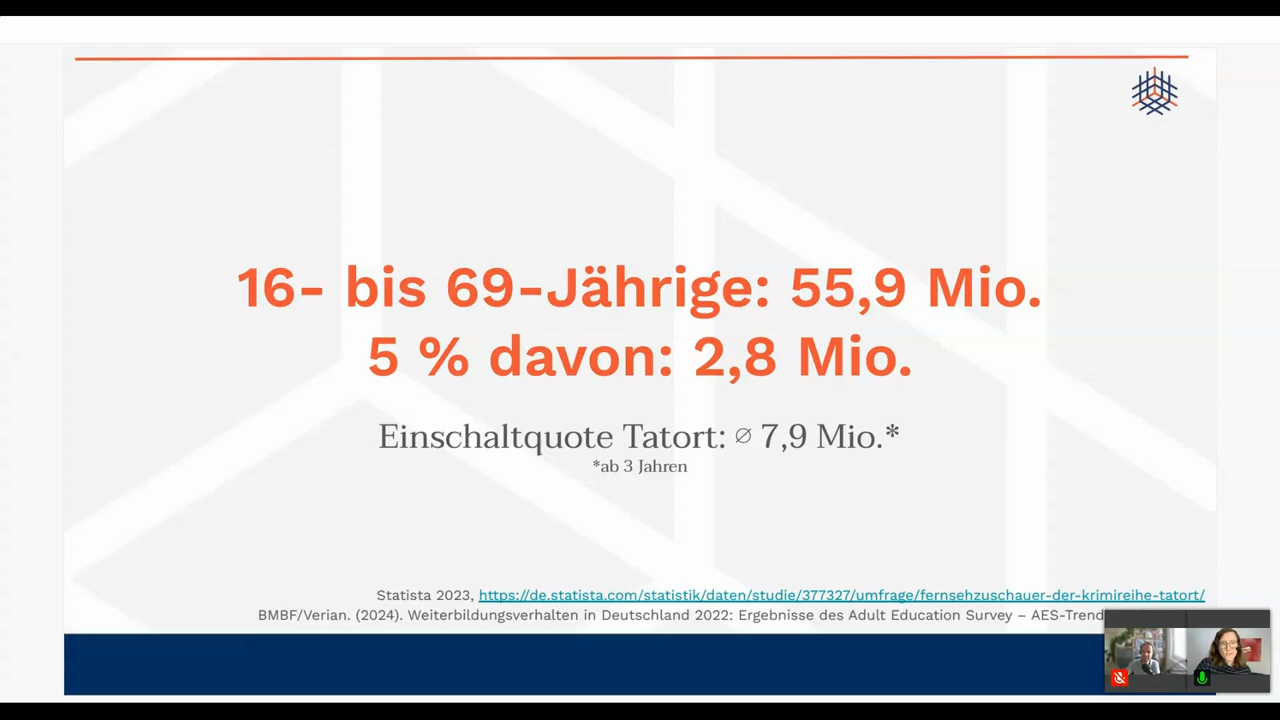 16- bis 69-Jährige: 55,9 Mio.
5 % davon: 2,8 Mio.
Einschaltquote Tatort: ∅ 7,9 Mio.*
*ab 3 Jahren
Statista 2023, https://de.statista.com/statistik/daten/studie/377327/umfrage/fernsehzuschauer-der-krimireihe-tatort/
BMBF/Verian. (2024). Weiterbildungsverhalten in Deutschland 2022: Ergebnisse des Adult Education Survey – AES-Trend